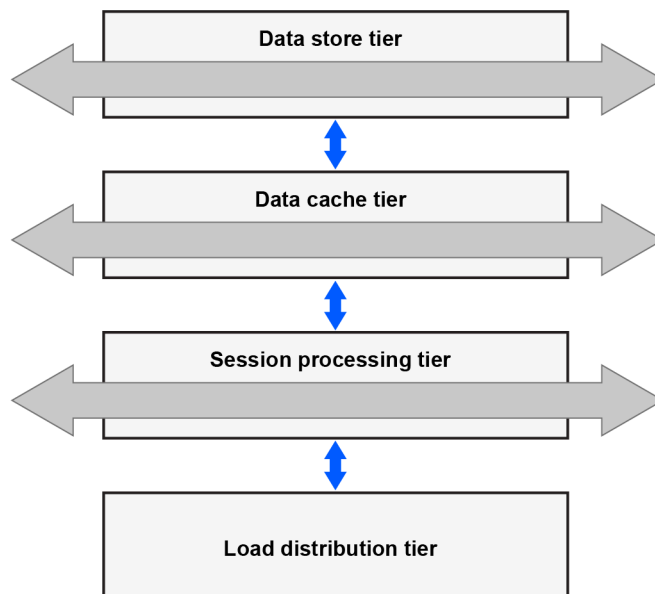 Data store tier
Data cache tier
Session processing tier
Load distribution tier